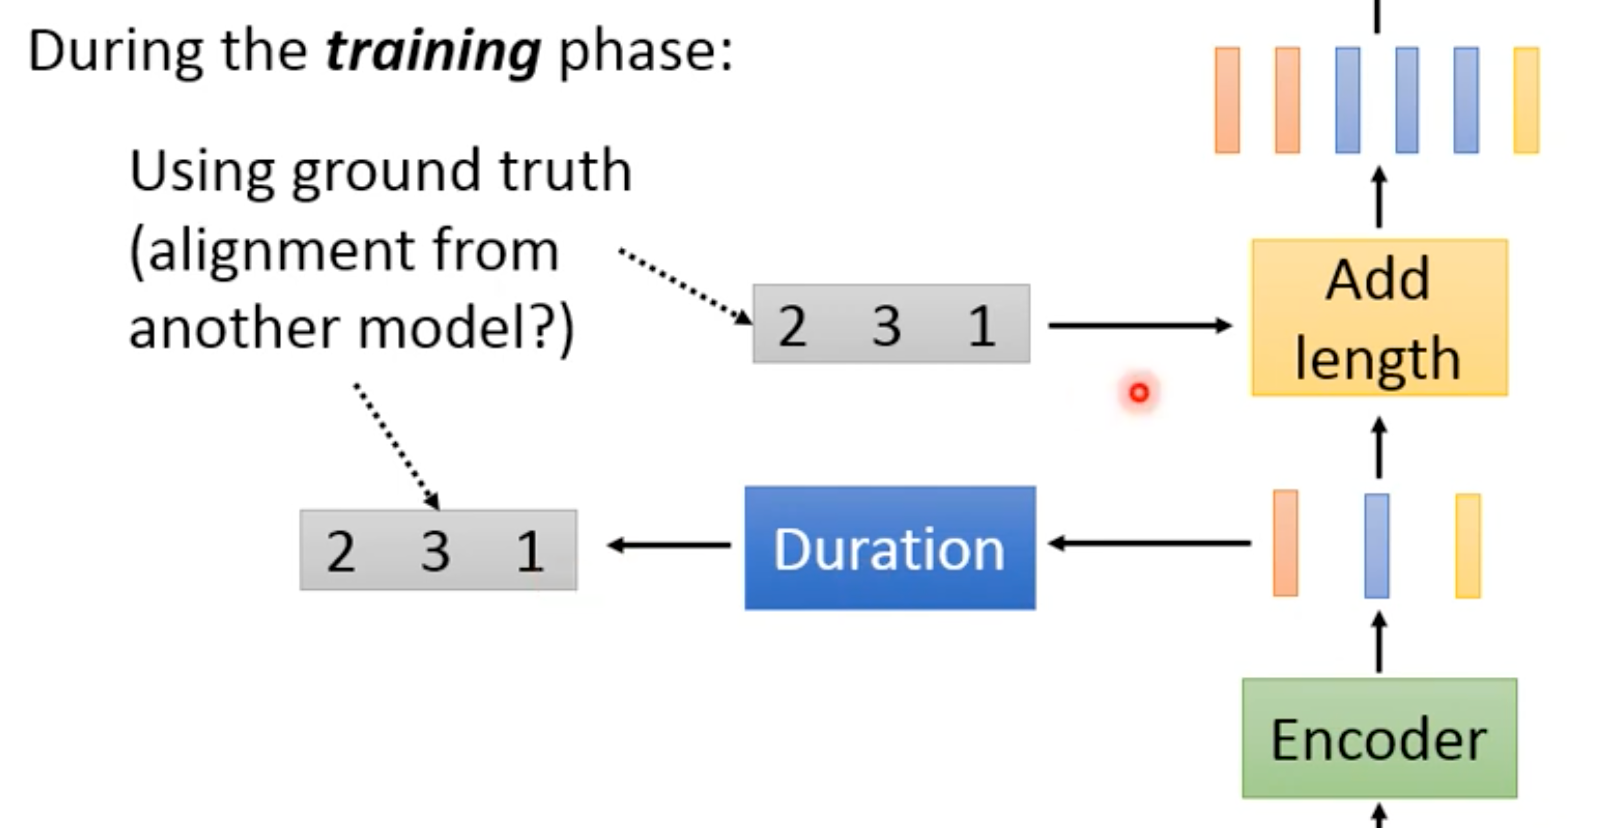 During the training phase:
Using ground truth
(alignment from
another model?)
2 3 1
Add
length
2 3 1
Duration
Encoder